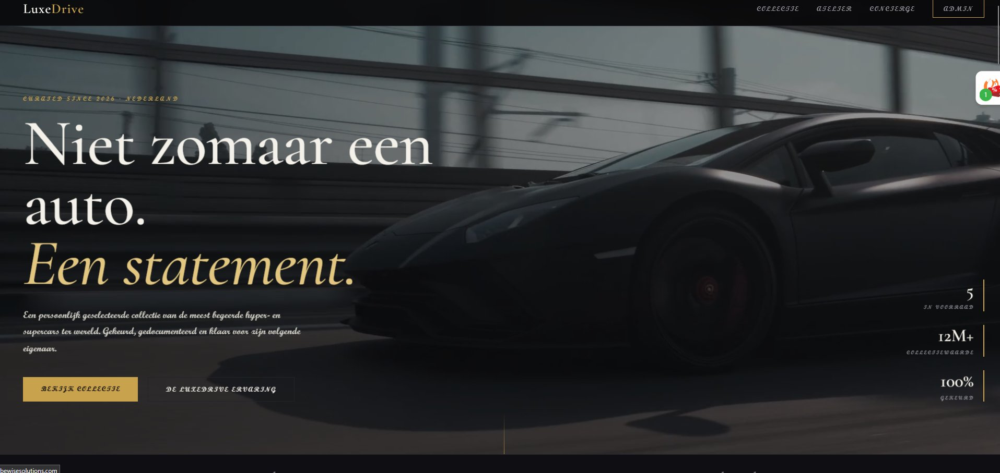 LuxeDrive
COLLECTIE ATELIER CONCIERGE ADMIN
CURATED SINCE 2026 · NEDERLAND
Niet zomaar een
auto.
Een statement.
Een persoonlijk geselecteerde collectie van de meest begeerde hyper- en
supercars ter wereld. Gekeurd, gedocumenteerd en klaar voor zijn volgende
eigenaar.
BEKIJK COLLECTIE DE LUXEDRIVE ERVARING
5
IN VOORRAAD
12M+
COLLECTIEWAARDE
100%
GEKEURD
%
1
bewisesolutions.com